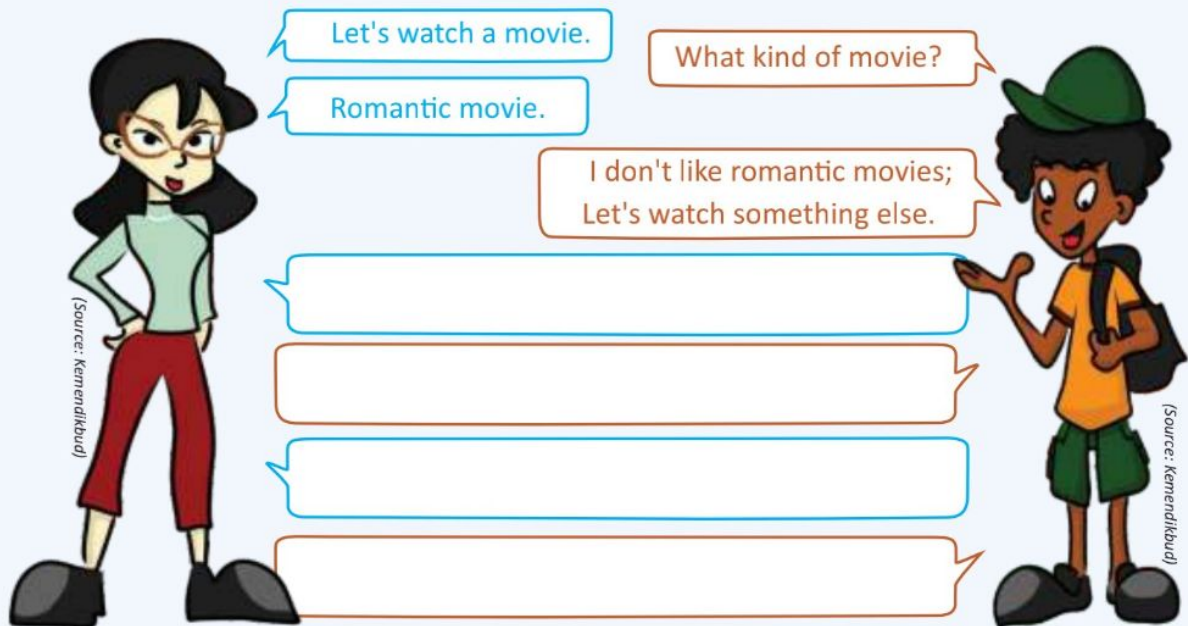 Let's watch a movie.
What kind of movie?
Romantic movie.
I don't like romantic movies;
Let's watch something else.
(Source: Kemendikbud)
(Source: Kemendikbud)